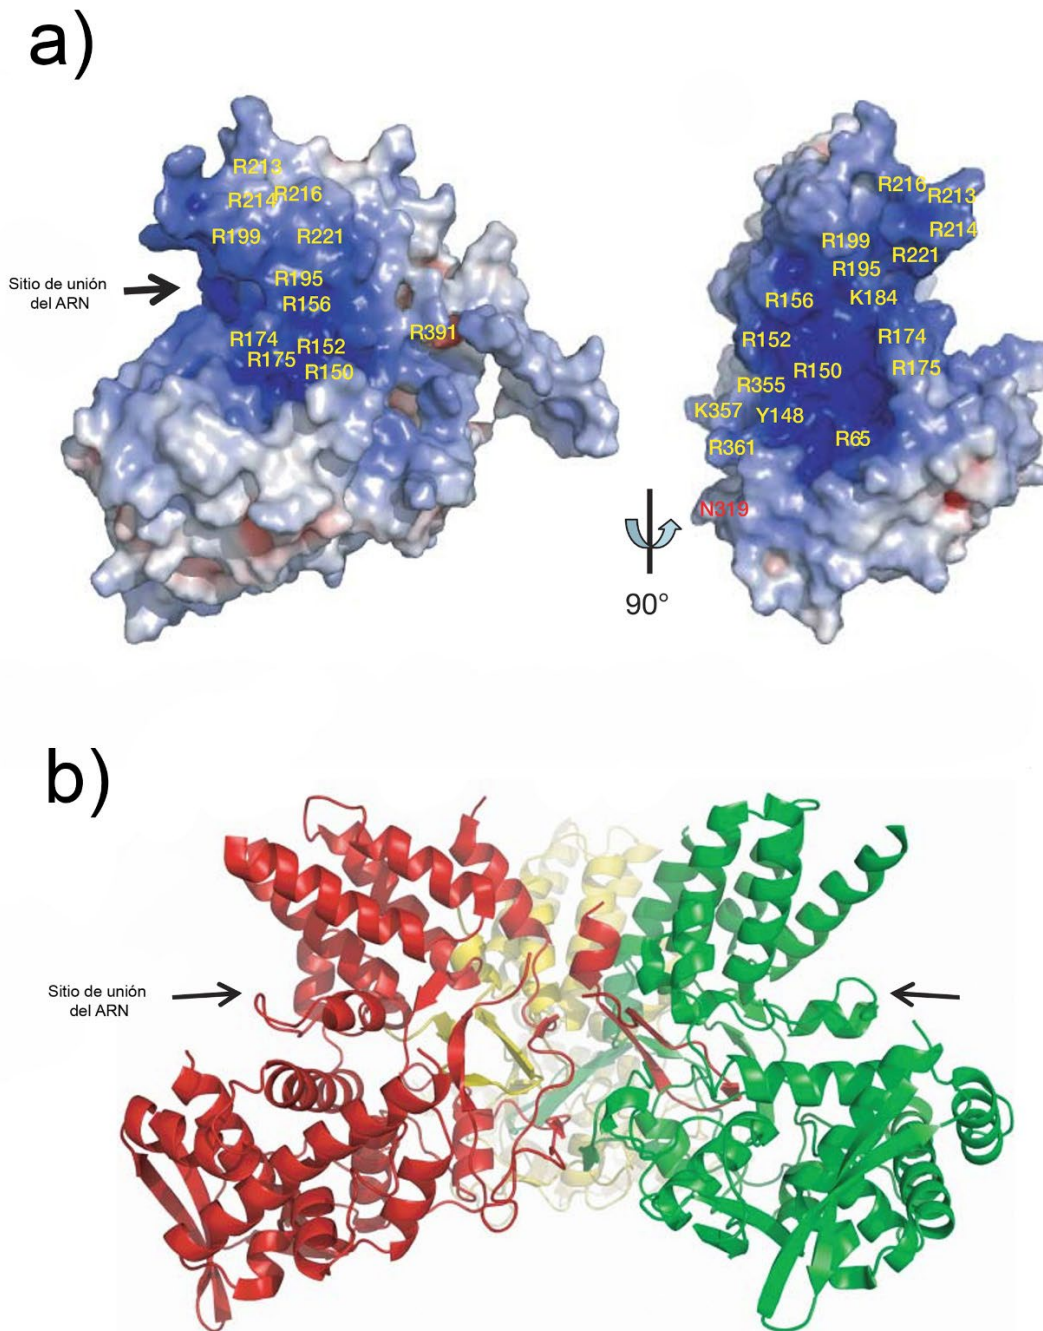 a)
R213
R214
R216
R199
R221
Sitio de unión
del ARN
R195
R156
R174
R152
R391
R175
R150
R216
R213
R214
R199
R221
R195
R156
K184
R152
R174
R150
R175
R355
K357
Y148
R65
R361
N319
90°
b)
Sitio de unión
del ARN